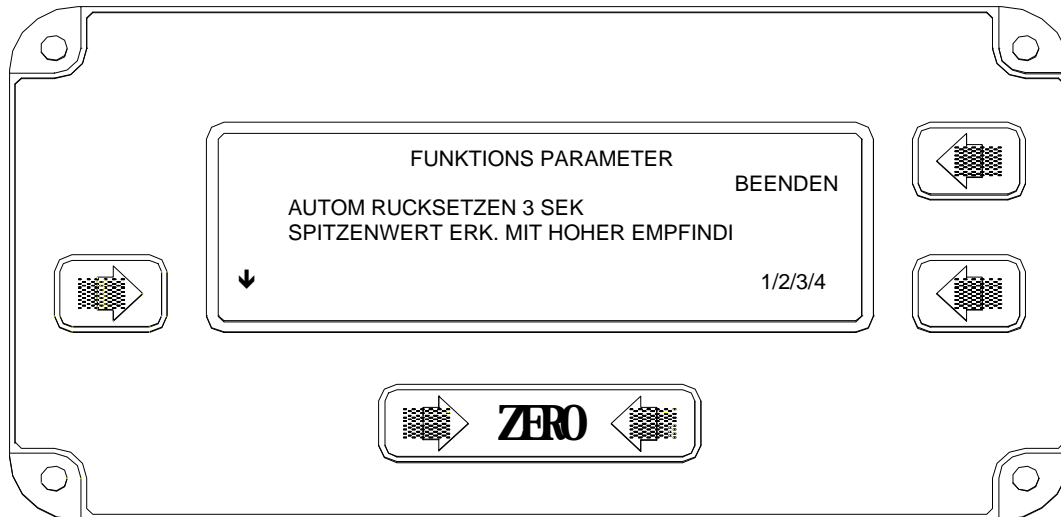 FUNKTIONS PARAMETER
BEENDEN
AUTOM RUCKSETZEN 3 SEK
SPITZENWERT ERK. MIT HOHER EMPFINDI
1/2/3/4
ZERO